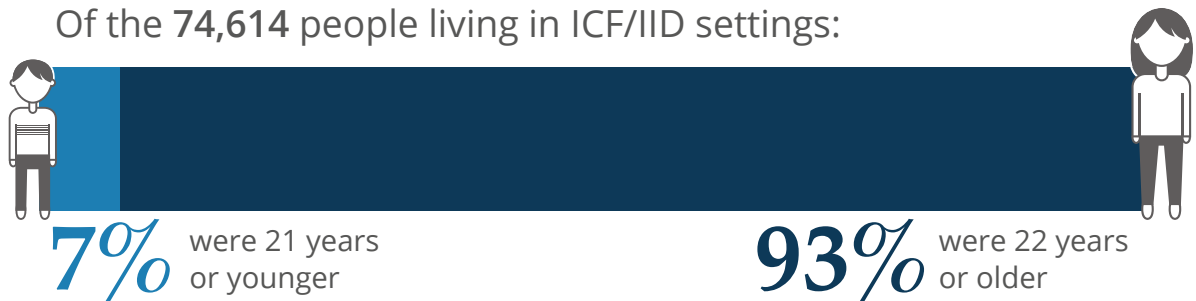 Of the 74,614 people living in ICF/IID settings:
7% were 21 years
or younger
93% were 22 years
or older